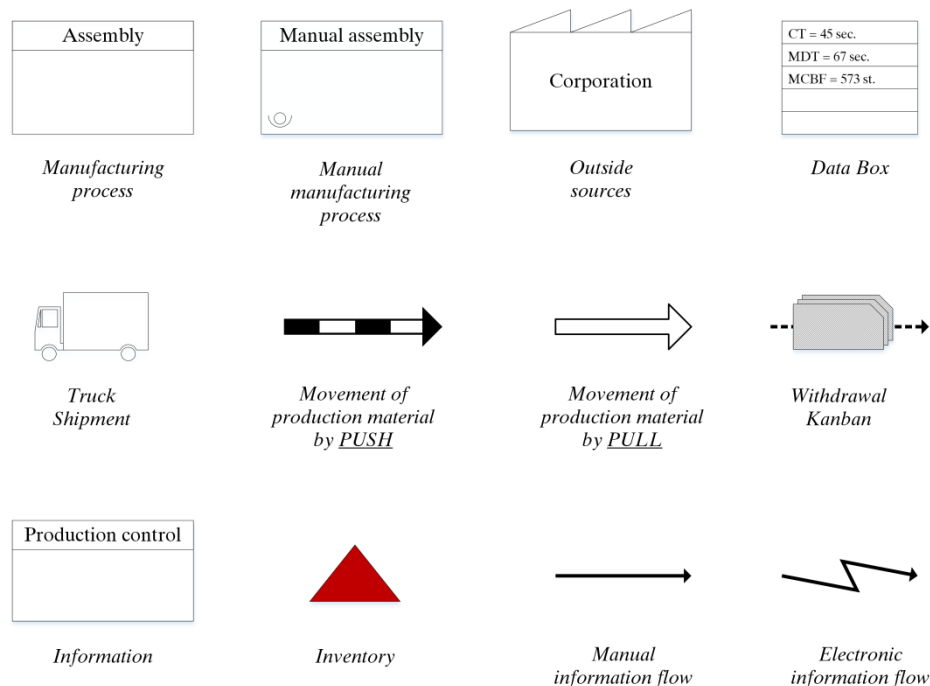 Assembly
Manual assembly
Corporation
CT = 45 sec.
MDT = 67 sec.
MCBF = 573 st.
Manufacturing
process
Manual
manufacturing
process
Outside
sources
Data Box
Truck
Shipment
Movement of
production material
by PUSH
Movement of
production material
by PULL
Withdrawal
Kanban
Production control
Information
Inventory
Manual
information flow
Electronic
information flow